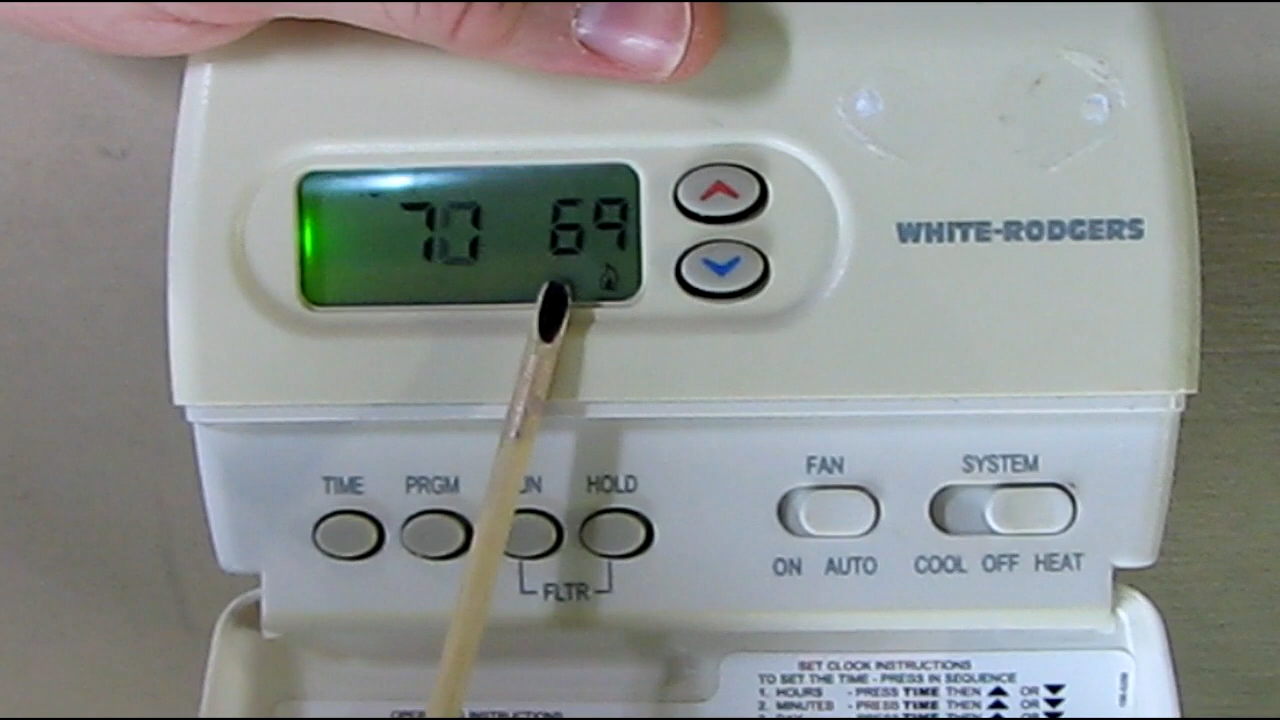 70 69
WHITE-RODGERS
TIME PRGM HOLD
FLTR
FAN
ON AUTO
SYSTEM
COOL OFF HEAT
SET CLOCK INSTRUCTIONS
TO SET THE TIME - PRESS IN SEQUENCE
1. HOURS - PRESS TIME THEN OR
2. MINUTES - PRESS TIME THEN OR